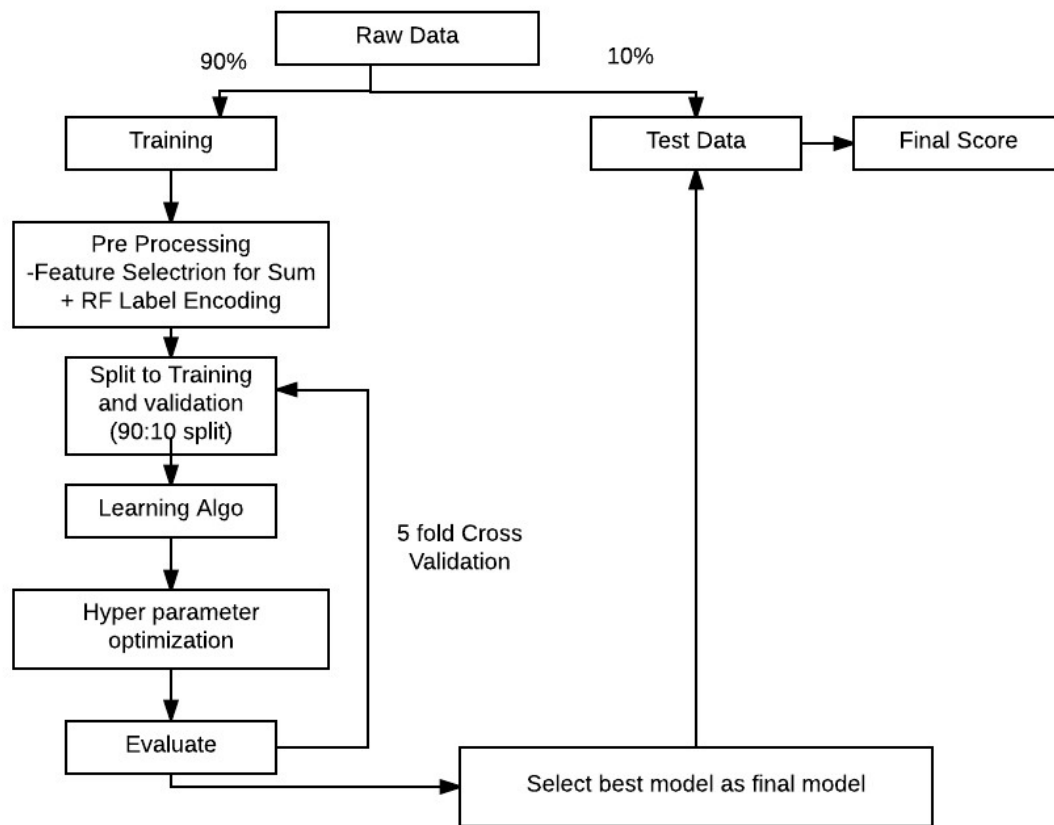 Raw Data
90%
10%
Training
Test Data
Final Score
Pre Processing
-Feature Selectrion for Sum
+ RF Label Encoding
Split to Training
and validation
(90:10 split)
Learning Algo
5 fold Cross
Validation
Hyper parameter
optimization
Evaluate
Select best model as final model